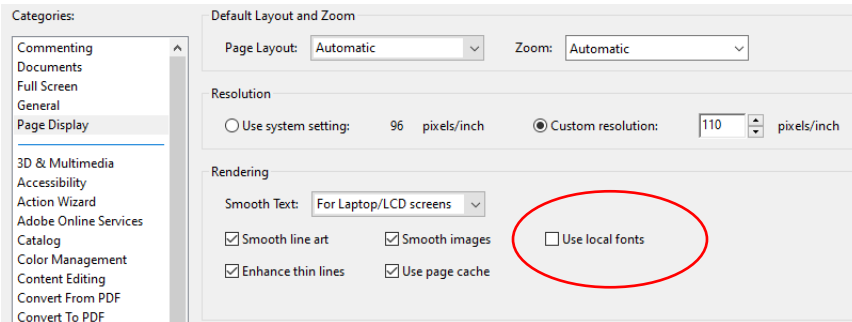 Categories:
Commenting
Documents
Full Screen
General
Page Display
3D & Multimedia
Accessibility
Action Wizard
Adobe Online Services
Catalog
Color Management
Content Editing
Convert From PDF
Convert To PDF
Default Layout and Zoom
Page Layout: Automatic Zoom: Automatic
Resolution
Use system setting: 96 pixels/inch Custom resolution: 110 pixels/inch
Rendering
Smooth Text: For Laptop/LCD screens
Smooth line art Smooth images Use local fonts
Enhance thin lines Use page cache